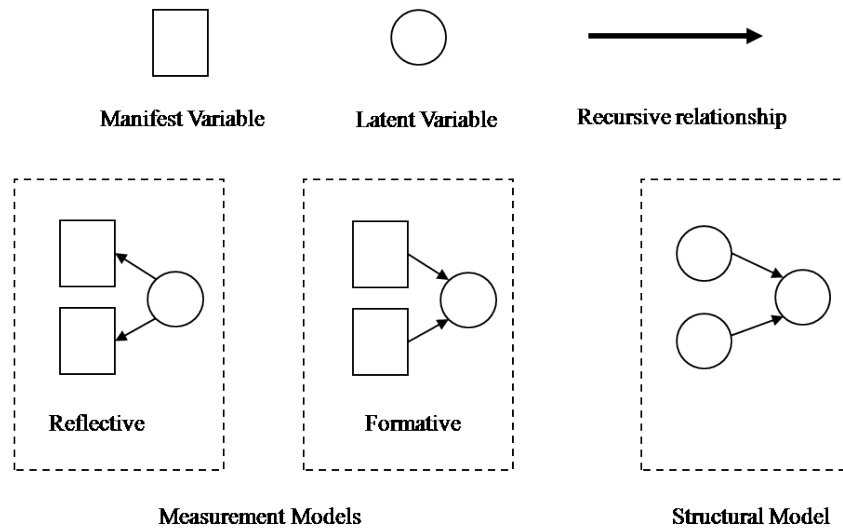 Manifest Variable
Latent Variable
Recursive relationship
Reflective
Formative
Measurement Models
Structural Model